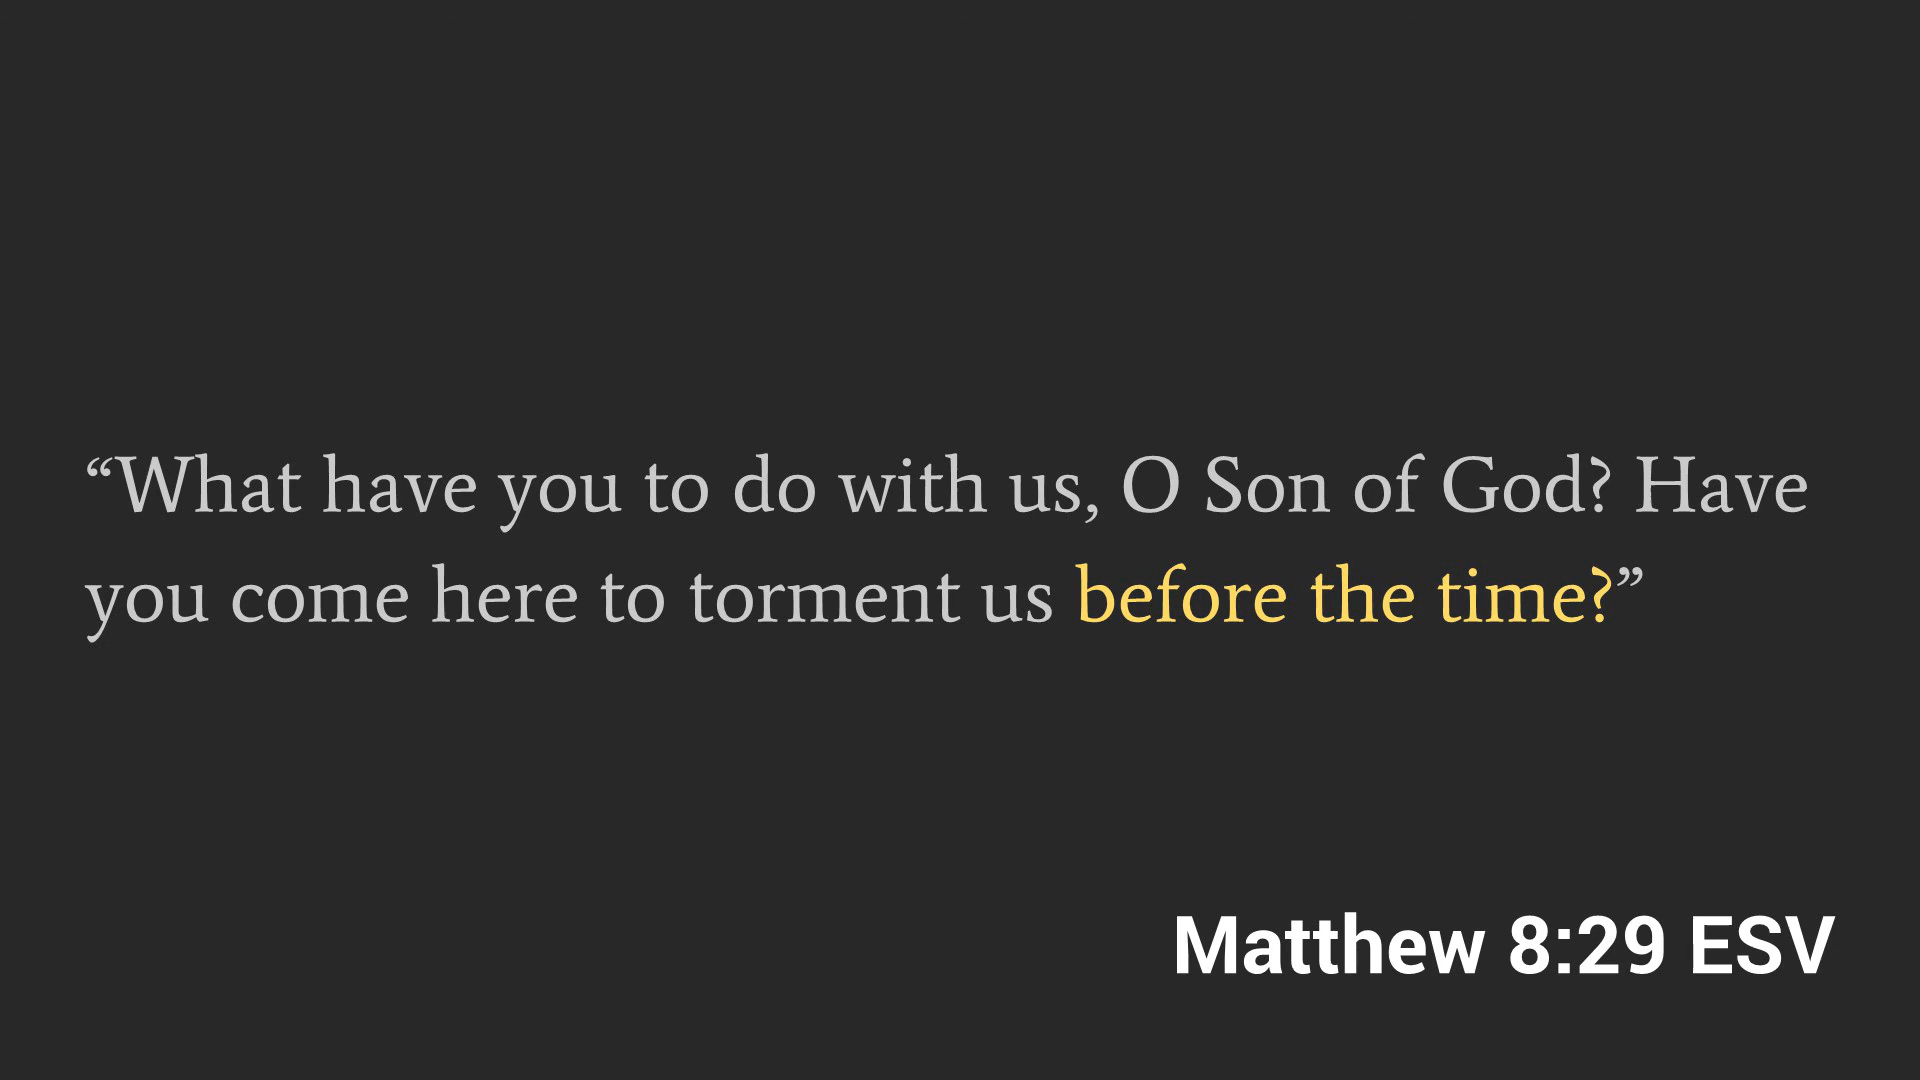 “What have you to do with us, O Son of God? Have
you come here to torment us before the time?”
Matthew 8:29 ESV